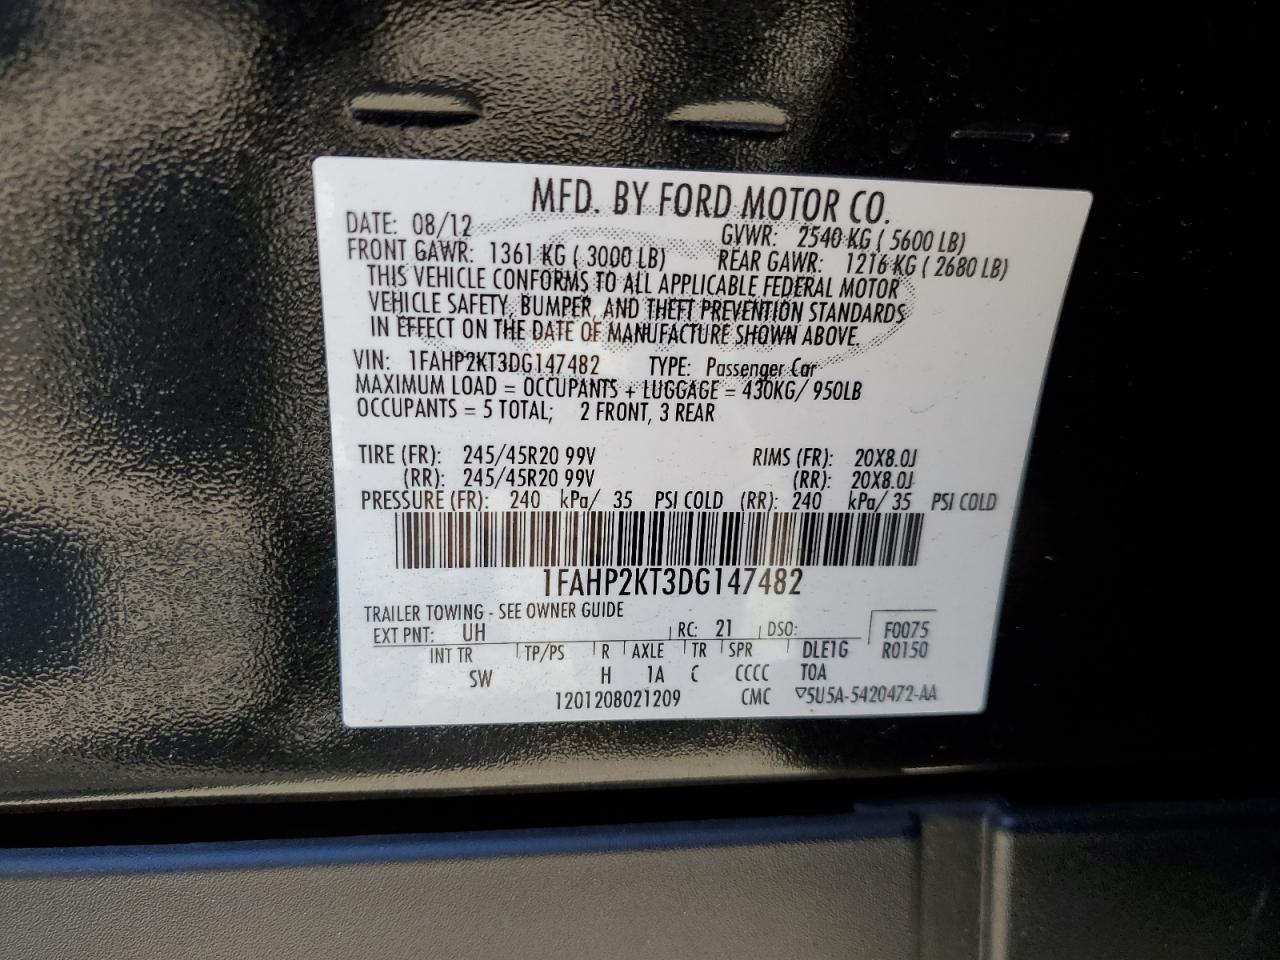 MFD. BY FORD MOTOR CO.
DATE: 08/12 GVWR: 2540 KG ( 5600 LB)
FRONT GAWR: 1361 KG ( 3000 LB) REAR GAWR: 1216 KG ( 2680 LB)
THIS VEHICLE CONFORMS TO ALL APPLICABLE FEDERAL MOTOR
VEHICLE SAFETY, BUMPER, AND THEFT PREVENTION STANDARDS
IN EFFECT ON THE DATE OF MANUFACTURE SHOWN ABOVE.
VIN: 1FAHP2KT3DG147482 TYPE: Passenger Car
MAXIMUM LOAD = OCCUPANTS + LUGGAGE = 430KG/ 950LB
OCCUPANTS = 5 TOTAL; 2 FRONT, 3 REAR
TIRE (FR): 245/45R20 99V RIMS (FR): 20X8.0J
(RR): 245/45R20 99V (RR): 20X8.0J
PRESSURE (FR): 240 kPa/ 35 PSI COLD (RR): 240 kPa/ 35 PSI COLD
1FAHP2KT3DG147482
TRAILER TOWING - SEE OWNER GUIDE
EXT PNT: UH RC: 21 DSO: F0075
INT TR TP/PS R AXLE TR SPR DLE1G R0150
SW H 1A C CCCC TOA
1201208021209 CMC ▽5U5A-5420472-AA